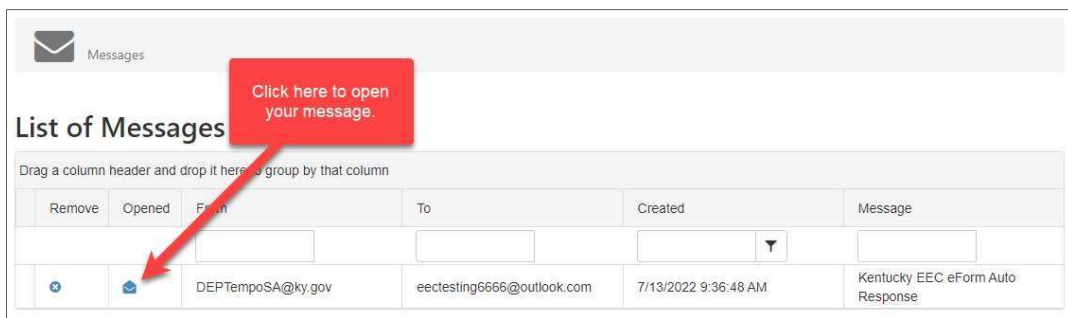 Messages
Click here to open
your message.
List of Messages
Drag a column header and drop it here to group by that column
Remove Opened From To Created Message
DEPTempoSA@ky.gov eectesting6666@outlook.com 7/13/2022 9:36:48 AM Kentucky EEC eForm Auto
Response